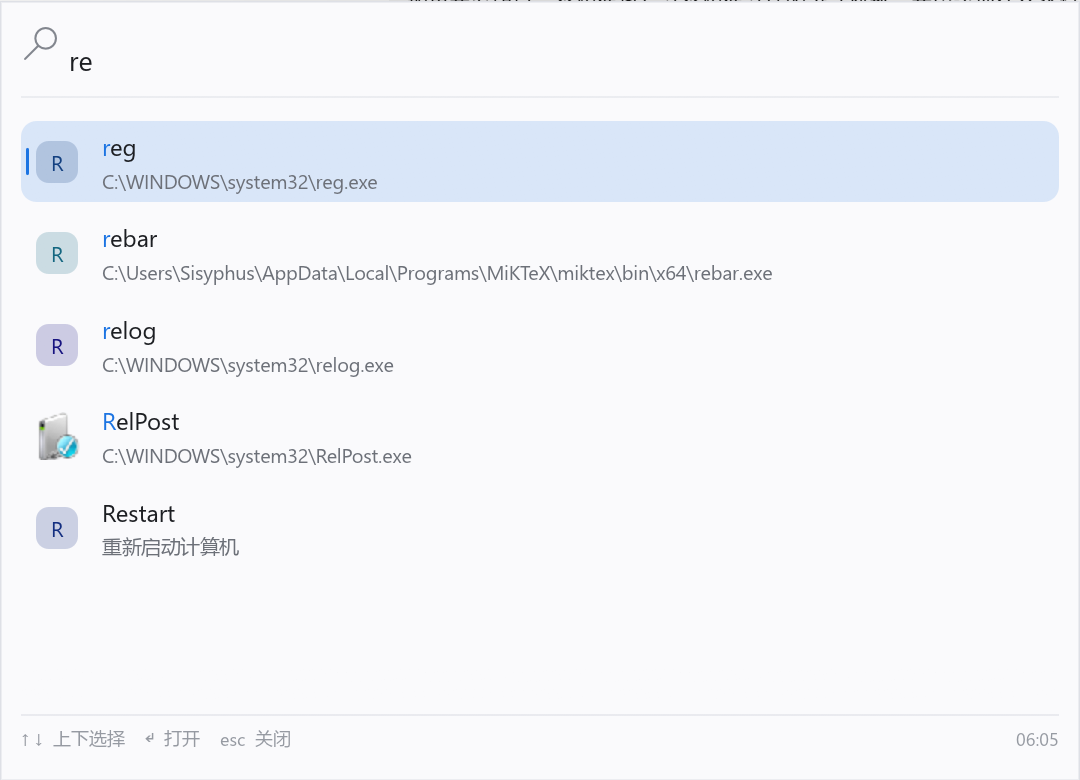 re
R
reg
C:\WINDOWS\system32\reg.exe
R
rebar
C:\Users\Sisyphus\AppData\Local\Programs\MiKTeX\miktex\bin\x64\rebar.exe
R
relog
C:\WINDOWS\system32\relog.exe
RelPost
C:\WINDOWS\system32\RelPost.exe
R
Restart
重新启动计算机
↑↓ 上下选择 ↵ 打开 esc 关闭 06:05